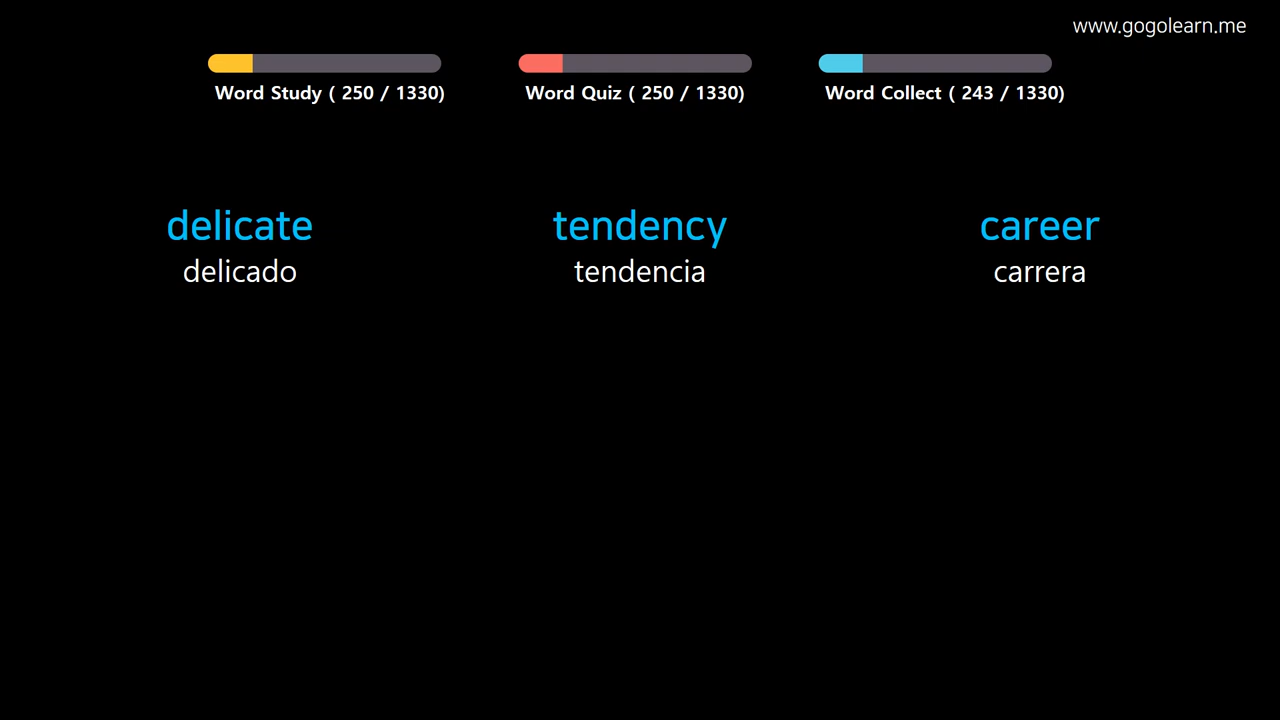 www.gogolearn.me
Word Study ( 250 / 1330)
Word Quiz ( 250 / 1330)
Word Collect ( 243 / 1330)
delicate
delicado
tendency
tendencia
career
carrera